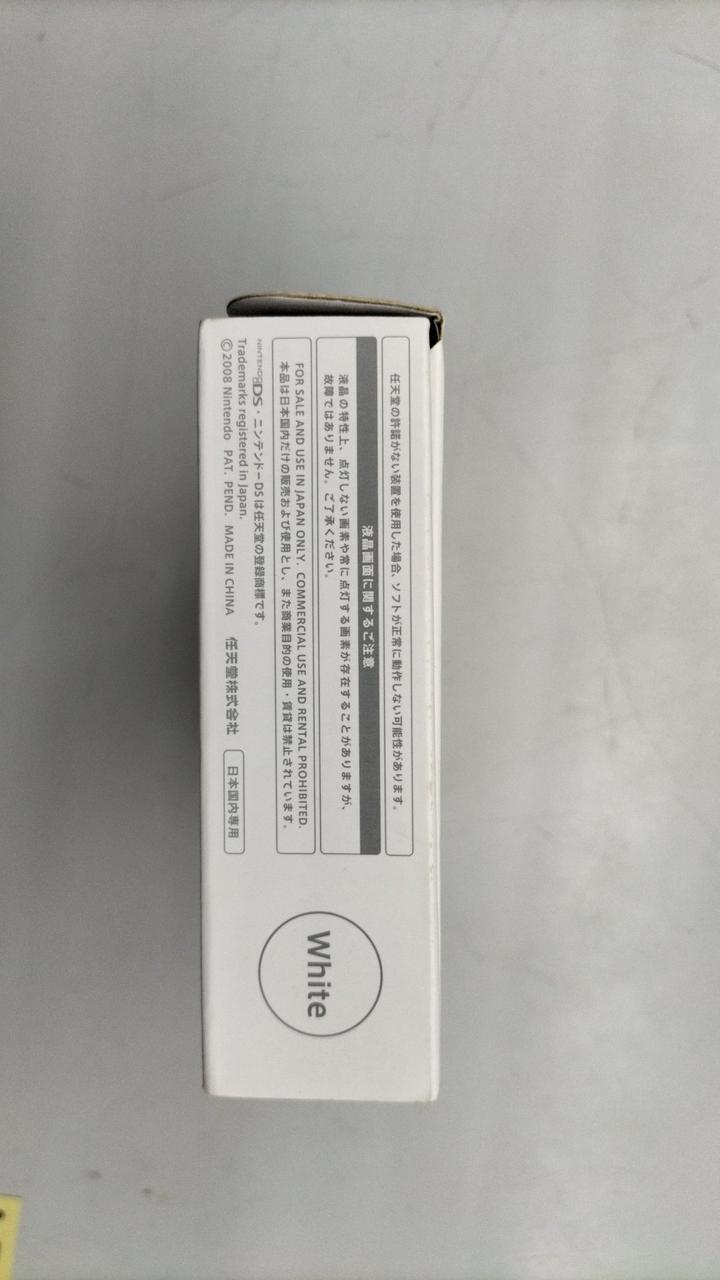 任天堂の許諾がない装置を使用した場合、ソフトが正常に動作しない可能性があります。
液晶画面に関するご注意
液晶の特性上、点灯しない画素や常に点灯する画素が存在することがありますが、
故障ではありません。ご了承ください。
FOR SALE AND USE IN JAPAN ONLY. COMMERCIAL USE AND RENTAL PROHIBITED.
本品は日本国内だけの販売および使用とし、また商業目的の使用・賃貸は禁止されています。
NINTENDO DS・ニンテンドーDSは任天堂の登録商標です。
Trademarks registered in Japan.
©2008 Nintendo PAT. PEND. MADE IN CHINA 任天堂株式会社 日本国内専用
White